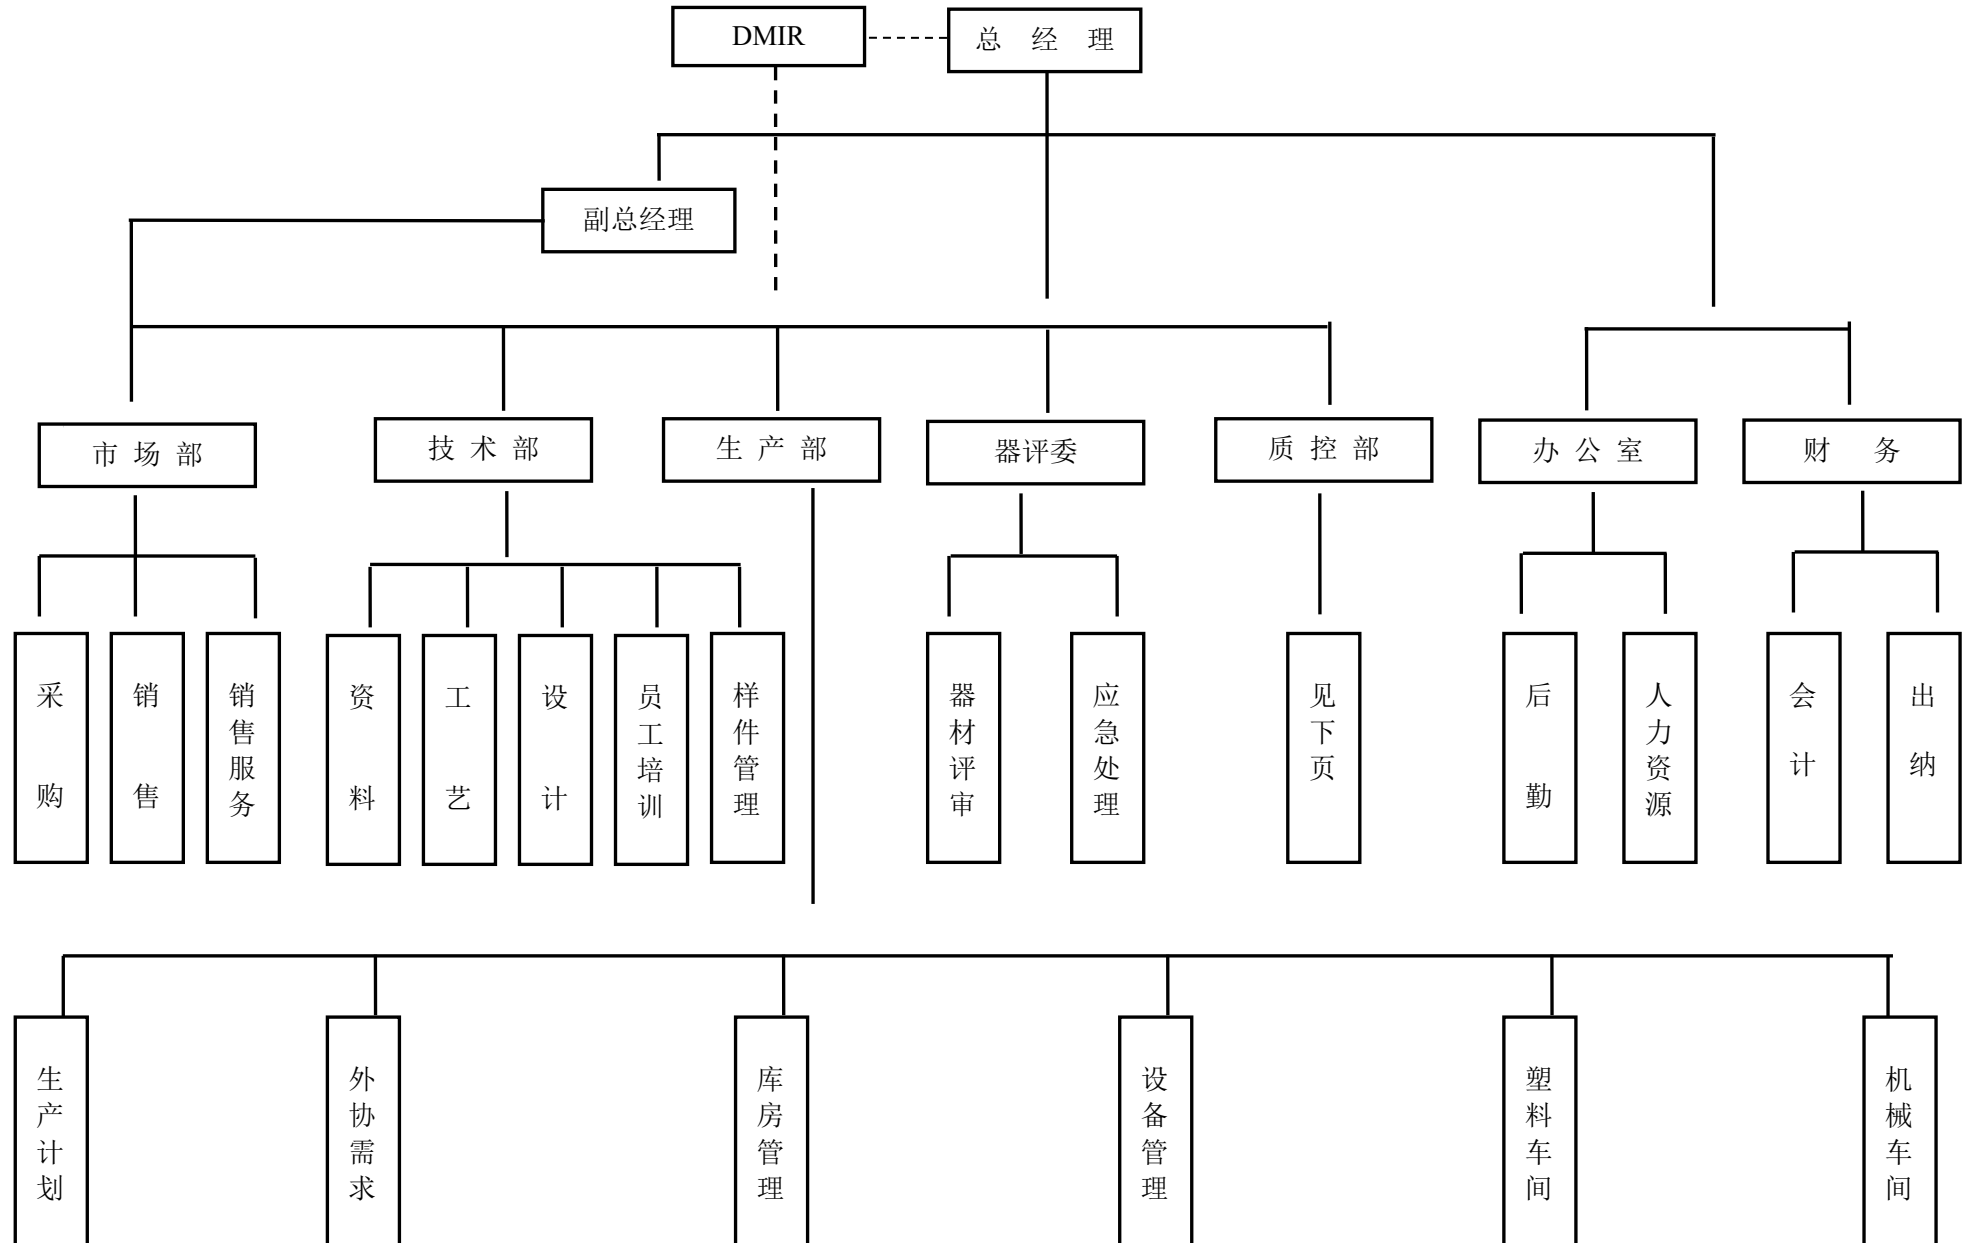 DMIR
总 经 理
副总经理
市 场 部
技 术 部
生 产 部
器评委
质 控 部
办 公 室
财 务
采购
销售
销售服务
资料
工艺
设计
员工培训
样件管理
器材评审
应急处理
见下页
后勤
人力资源
会计
出纳
生产计划
外协需求
库房管理
设备管理
塑料车间
机械车间